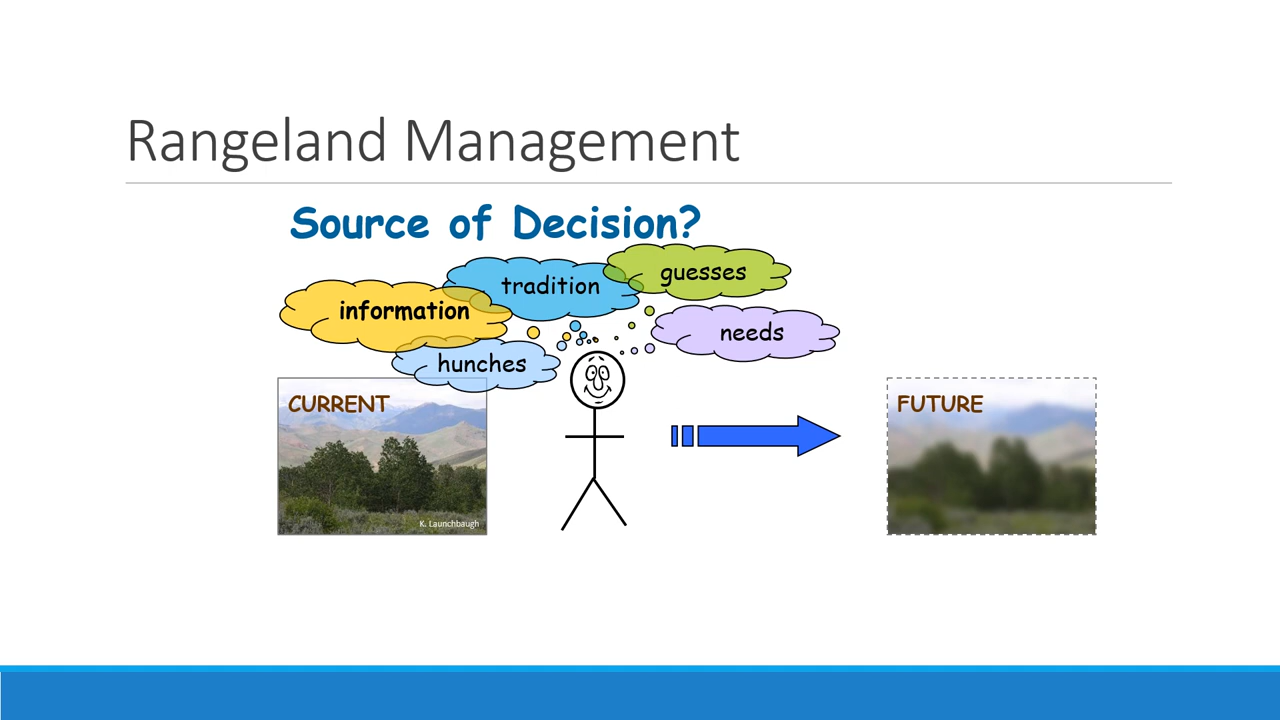 Rangeland Management
Source of Decision?
guesses
tradition
information
needs
hunches
CURRENT
FUTURE
K. Launchbaugh